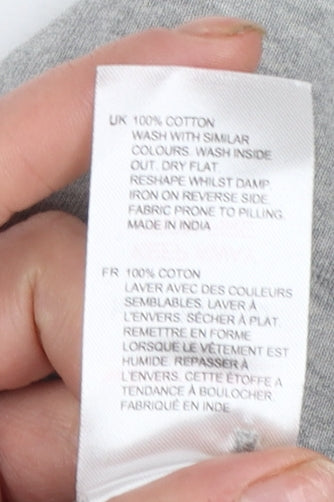 UK 100% COTTON
WASH WITH SIMILAR
COLOURS. WASH INSIDE
OUT. DRY FLAT.
RESHAPE WHILST DAMP.
IRON ON REVERSE SIDE.
FABRIC PRONE TO PILLING.
MADE IN INDIA
FR 100% COTON
LAVER AVEC DES COULEURS
SEMBLABLES. LAVER À
L'ENVERS. SÉCHER À PLAT.
REMETTRE EN FORME
LORSQUE LE VÊTEMENT EST
HUMIDE. REPASSER À
L'ENVERS. CETTE ÉTOFFE A
TENDANCE À BOULOCHER.
FABRIQUÉ EN INDE